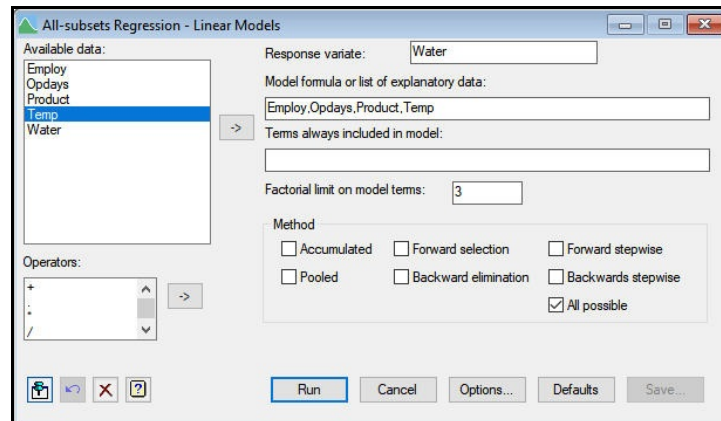 All-subsets Regression - Linear Models
Available data:
Employ
Opdays
Product
Temp
Water
->
Response variate: Water
Model formula or list of explanatory data:
Employ,Opdays,Product,Temp
Terms always included in model:
Factorial limit on model terms: 3
Method
Accumulated Forward selection Forward stepwise
Pooled Backward elimination Backwards stepwise
All possible
Operators:
+
.
/
->
Run Cancel Options... Defaults Save...